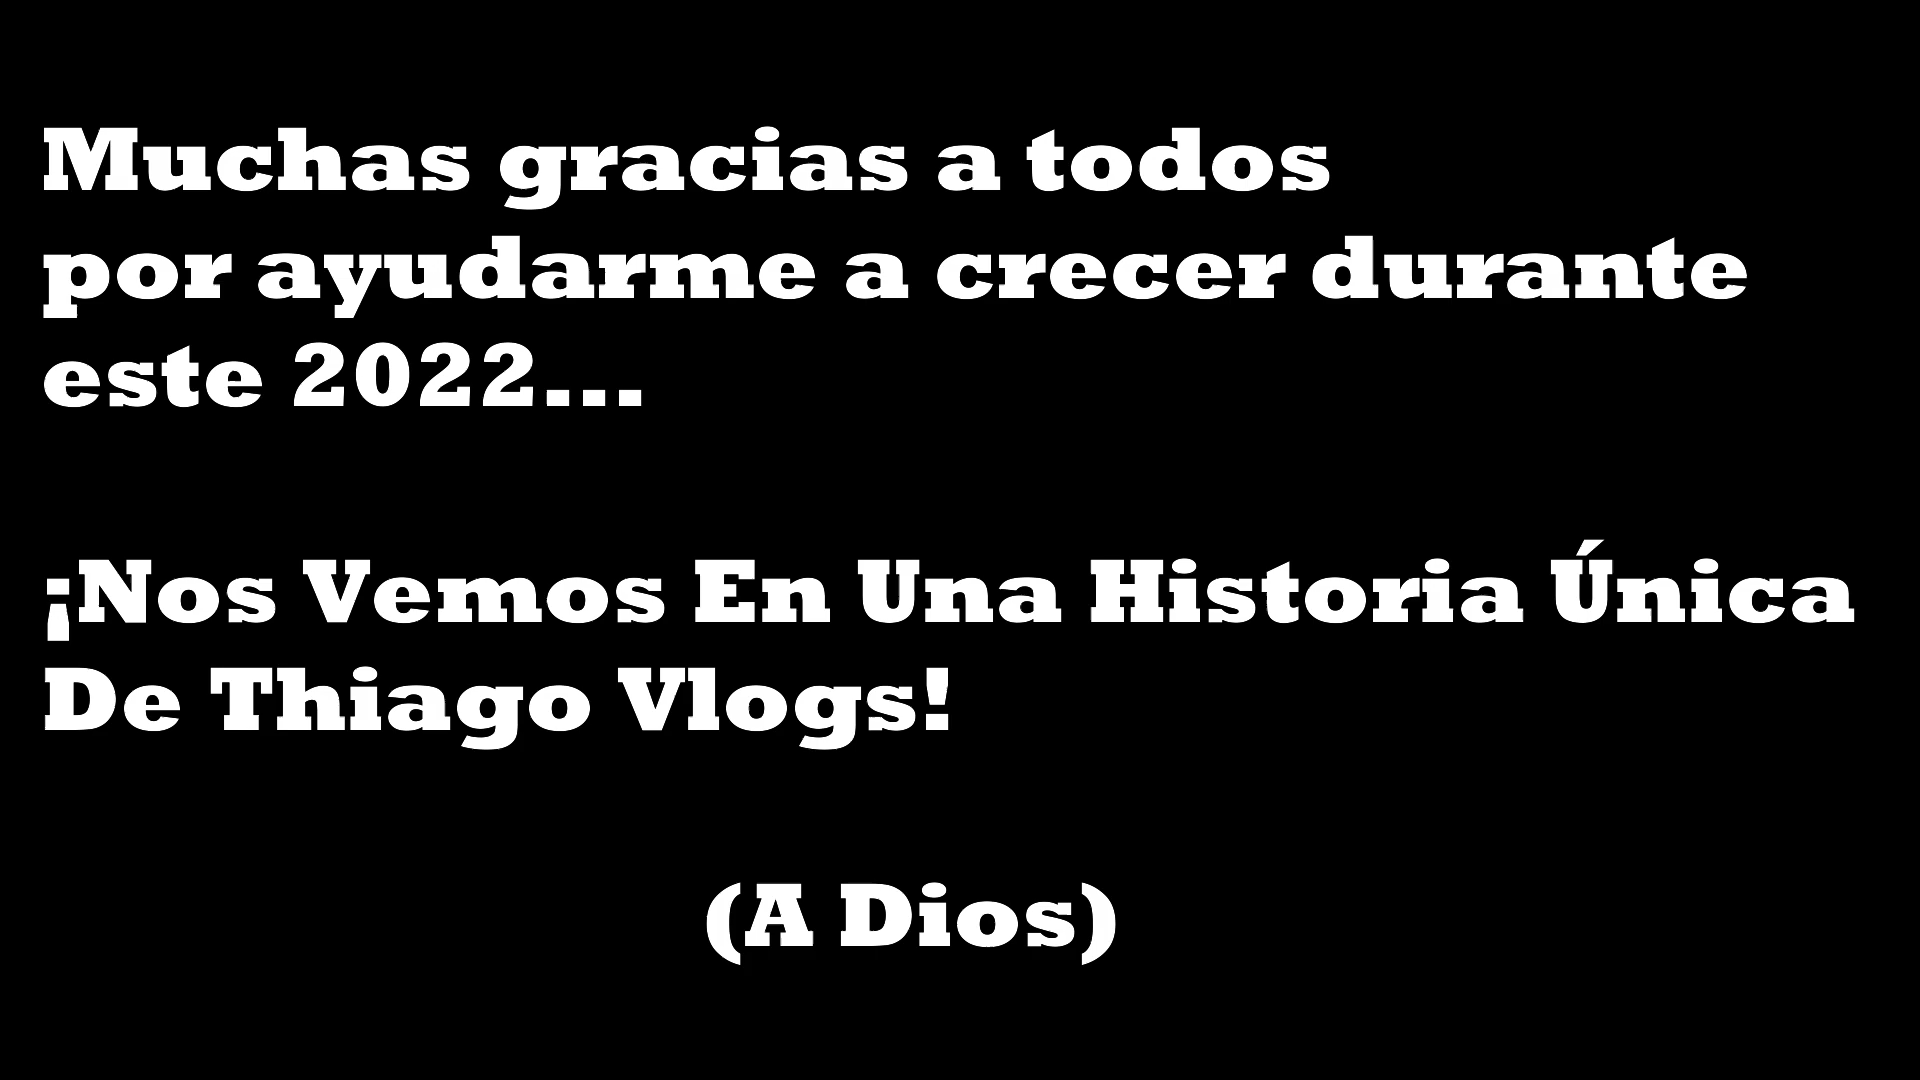 Muchas gracias a todos
por ayudarme a crecer durante
este 2022...
¡Nos Vemos En Una Historia Única
De Thiago Vlogs!
(A Dios)